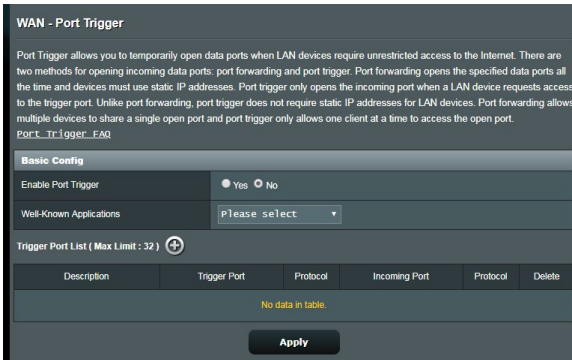 WAN - Port Trigger
Port Trigger allows you to temporarily open data ports when LAN devices require unrestricted access to the Internet. There are
two methods for opening incoming data ports: port forwarding and port trigger. Port forwarding opens the specified data ports all
the time and devices must use static IP addresses. Port trigger only opens the incoming port when a LAN device requests access
to the trigger port. Unlike port forwarding, port trigger does not require static IP addresses for LAN devices. Port forwarding allows
multiple devices to share a single open port and port trigger only allows one client at a time to access the open port.
Port Trigger FAQ
Basic Config
Enable Port Trigger Yes No
Well-Known Applications Please select
Trigger Port List ( Max Limit : 32 )
Description Trigger Port Protocol Incoming Port Protocol Delete
No data in table.
Apply